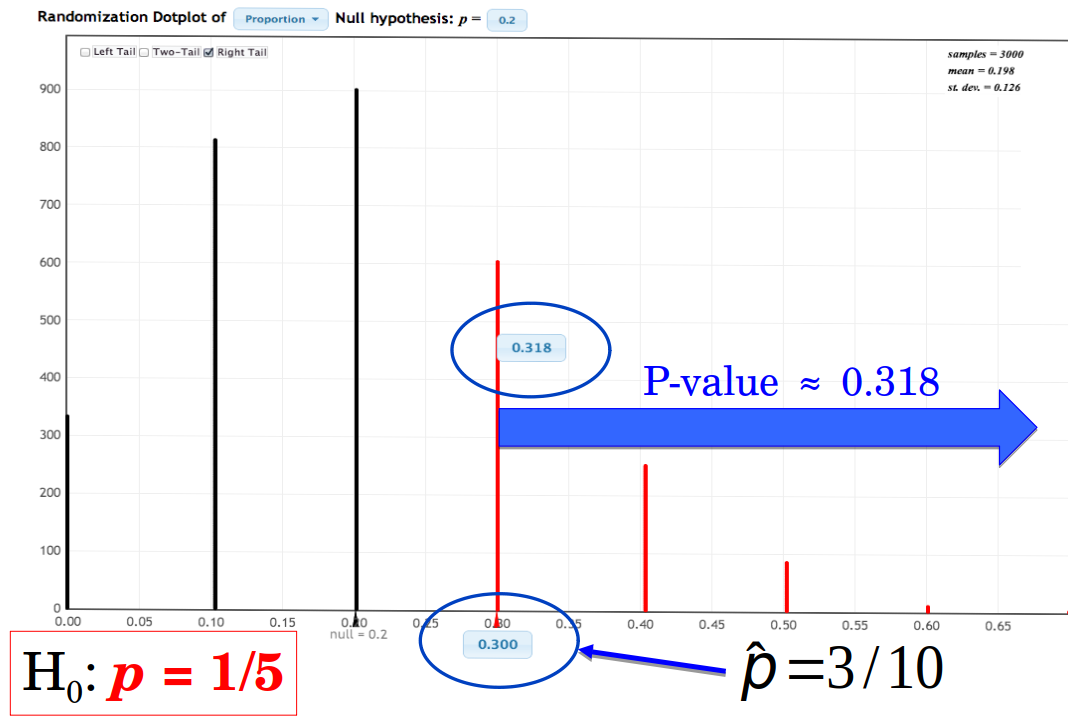 Randomization Dotplot of Proportion Null hypothesis: p = 0.2
Left Tail Two-Tail Right Tail
samples = 3000
mean = 0.198
st. dev. = 0.126
900
800
700
600
500
400
300
200
100
0
0.318
P-value ≈ 0.318
0.00 0.05 0.10 0.15 0.20 0.25 0.30 0.35 0.40 0.45 0.50 0.55 0.60 0.65
null = 0.2
0.300
H₀: p = 1/5
p̂ =3/10